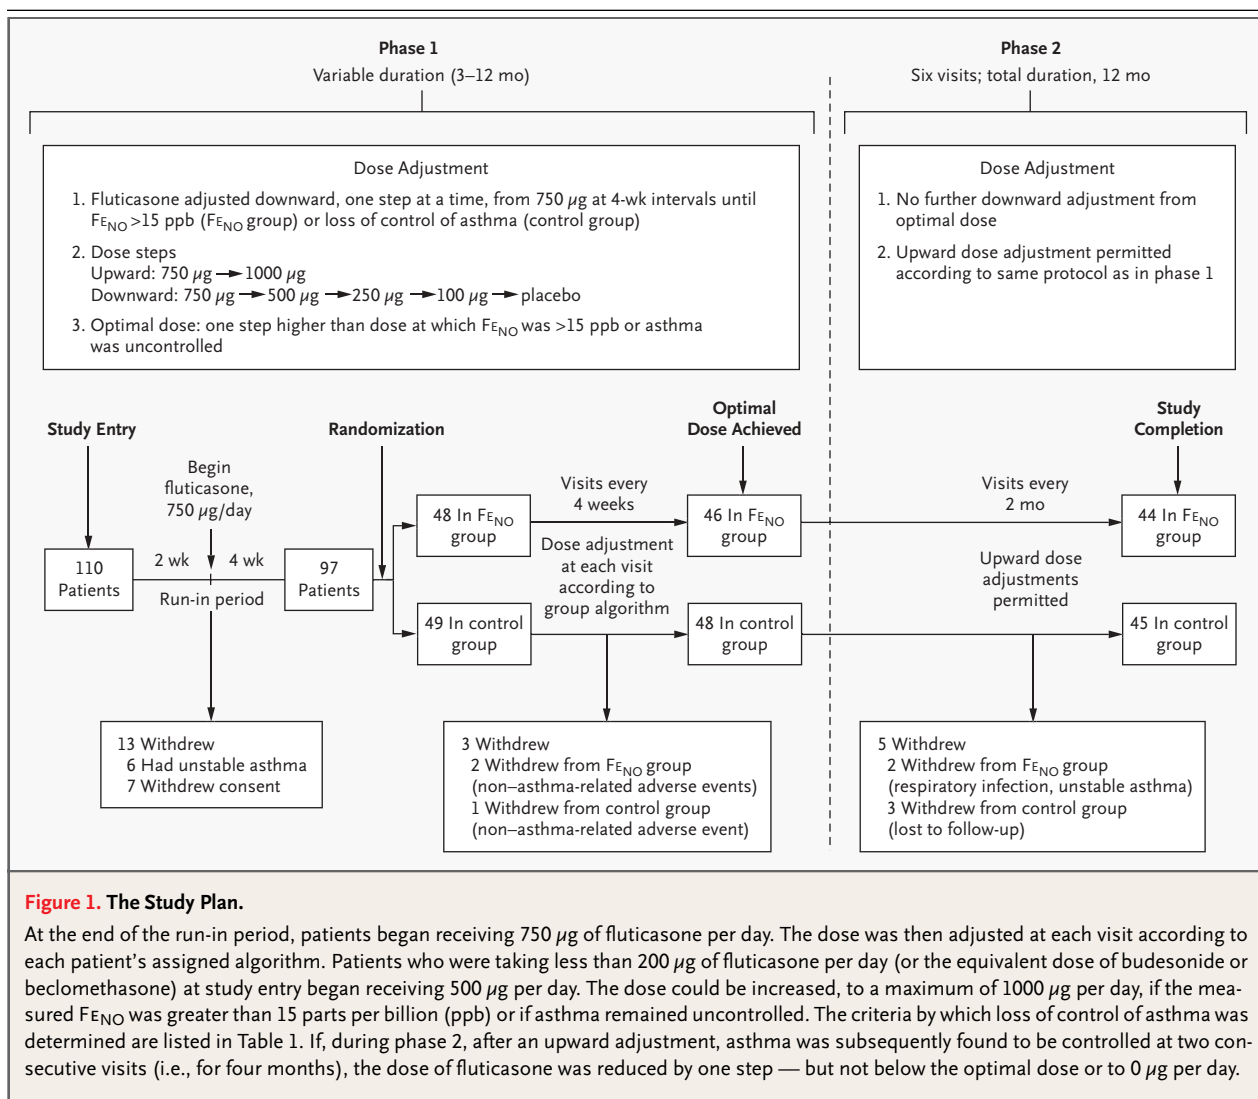 Phase 1
Variable duration (3–12 mo)
Phase 2
Six visits; total duration, 12 mo
Dose Adjustment
1. Fluticasone adjusted downward, one step at a time, from 750 µg at 4-wk intervals until
FENO >15 ppb (FENO group) or loss of control of asthma (control group)
2. Dose steps
Upward: 750 µg → 1000 µg
Downward: 750 µg → 500 µg → 250 µg → 100 µg → placebo
3. Optimal dose: one step higher than dose at which FENO was >15 ppb or asthma
was uncontrolled
Dose Adjustment
1. No further downward adjustment from
optimal dose
2. Upward dose adjustment permitted
according to same protocol as in phase 1
Study Entry
Randomization
Optimal
Dose Achieved
Study
Completion
Begin
fluticasone,
750 µg/day
110
Patients
2 wk
4 wk
Run-in period
97
Patients
48 In FENO
group
Visits every
4 weeks
46 In FENO
group
Visits every
2 mo
44 In FENO
group
Dose adjustment
at each visit
according to
group algorithm
Upward dose
adjustments
permitted
49 In control
group
48 In control
group
45 In control
group
13 Withdrew
6 Had unstable asthma
7 Withdrew consent
3 Withdrew
2 Withdrew from FENO group
(non–asthma-related adverse events)
1 Withdrew from control group
(non–asthma-related adverse event)
5 Withdrew
2 Withdrew from FENO group
(respiratory infection, unstable asthma)
3 Withdrew from control group
(lost to follow-up)
Figure 1. The Study Plan.
At the end of the run-in period, patients began receiving 750 µg of fluticasone per day. The dose was then adjusted at each visit according to
each patient's assigned algorithm. Patients who were taking less than 200 µg of fluticasone per day (or the equivalent dose of budesonide or
beclomethasone) at study entry began receiving 500 µg per day. The dose could be increased, to a maximum of 1000 µg per day, if the mea-
sured FENO was greater than 15 parts per billion (ppb) or if asthma remained uncontrolled. The criteria by which loss of control of asthma was
determined are listed in Table 1. If, during phase 2, after an upward adjustment, asthma was subsequently found to be controlled at two con-
secutive visits (i.e., for four months), the dose of fluticasone was reduced by one step — but not below the optimal dose or to 0 µg per day.